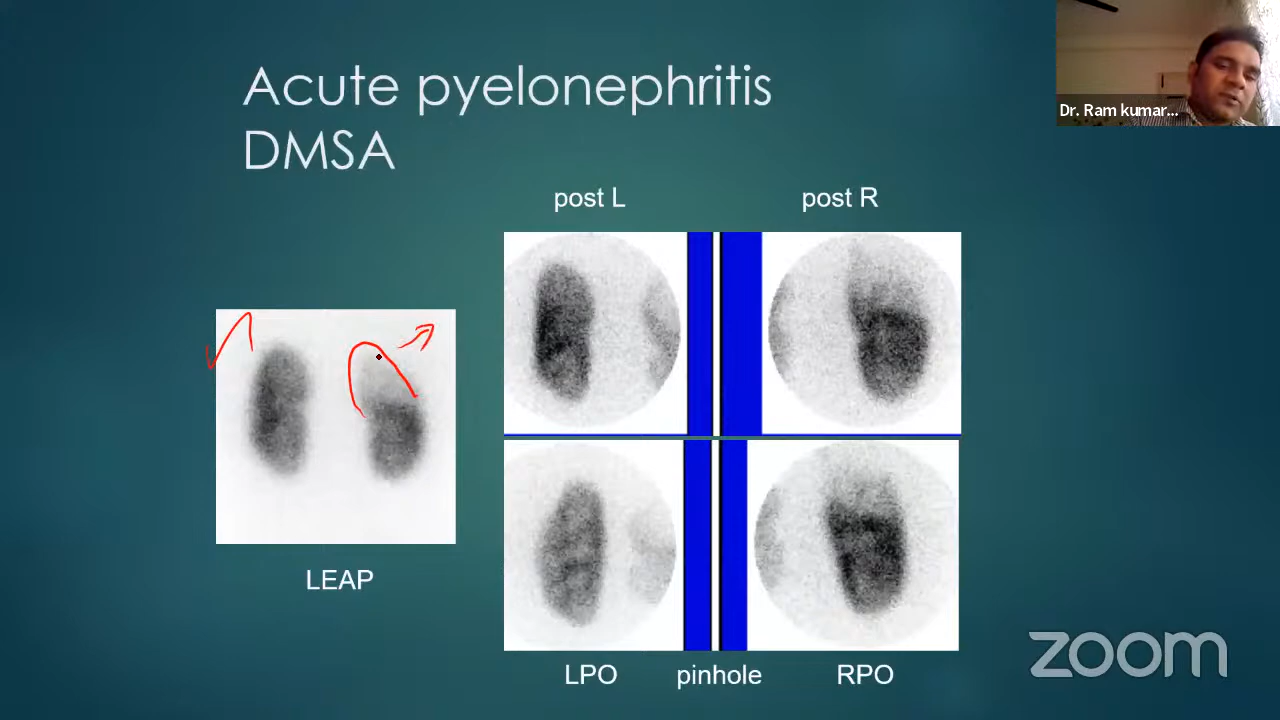 Acute pyelonephritis
DMSA
Dr. Ram kumar...
post L
post R
LEAP
LPO
pinhole
RPO
zoom